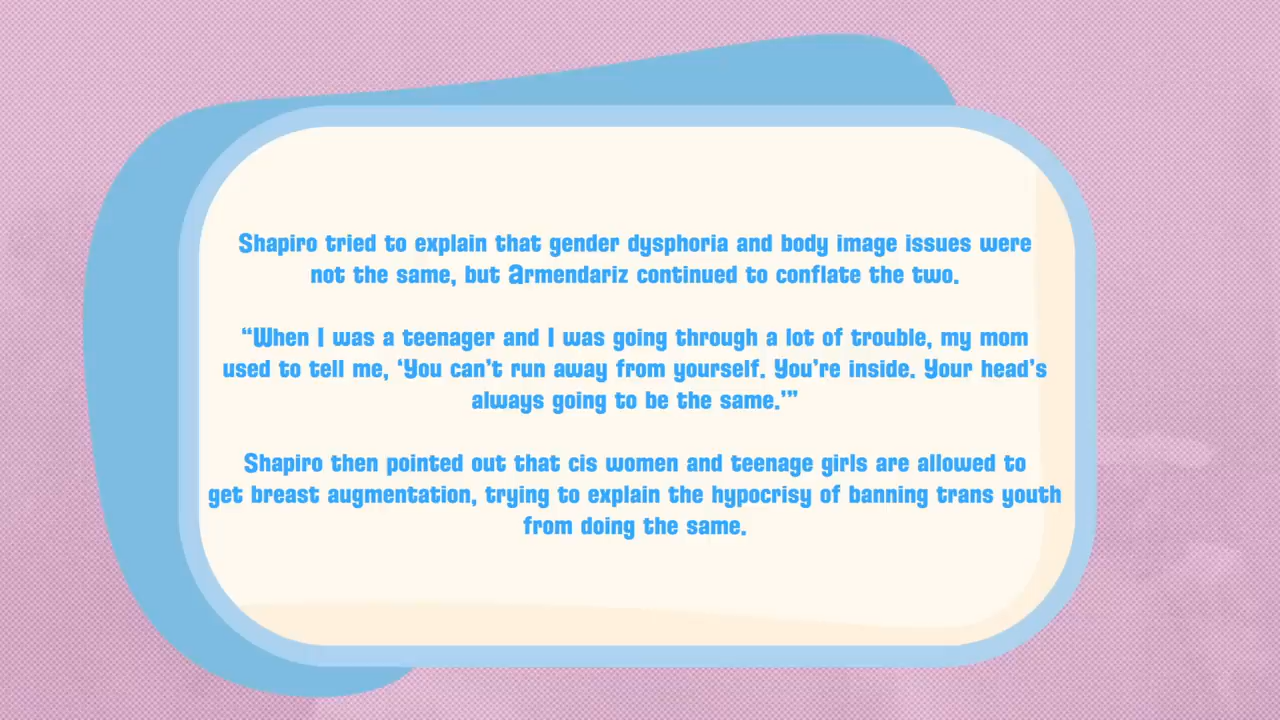 Shapiro tried to explain that gender dysphoria and body image issues were
not the same, but Armendariz continued to conflate the two.
“When I was a teenager and I was going through a lot of trouble, my mom
used to tell me, ‘You can’t run away from yourself. You’re inside. Your head’s
always going to be the same.’”
Shapiro then pointed out that cis women and teenage girls are allowed to
get breast augmentation, trying to explain the hypocrisy of banning trans youth
from doing the same.